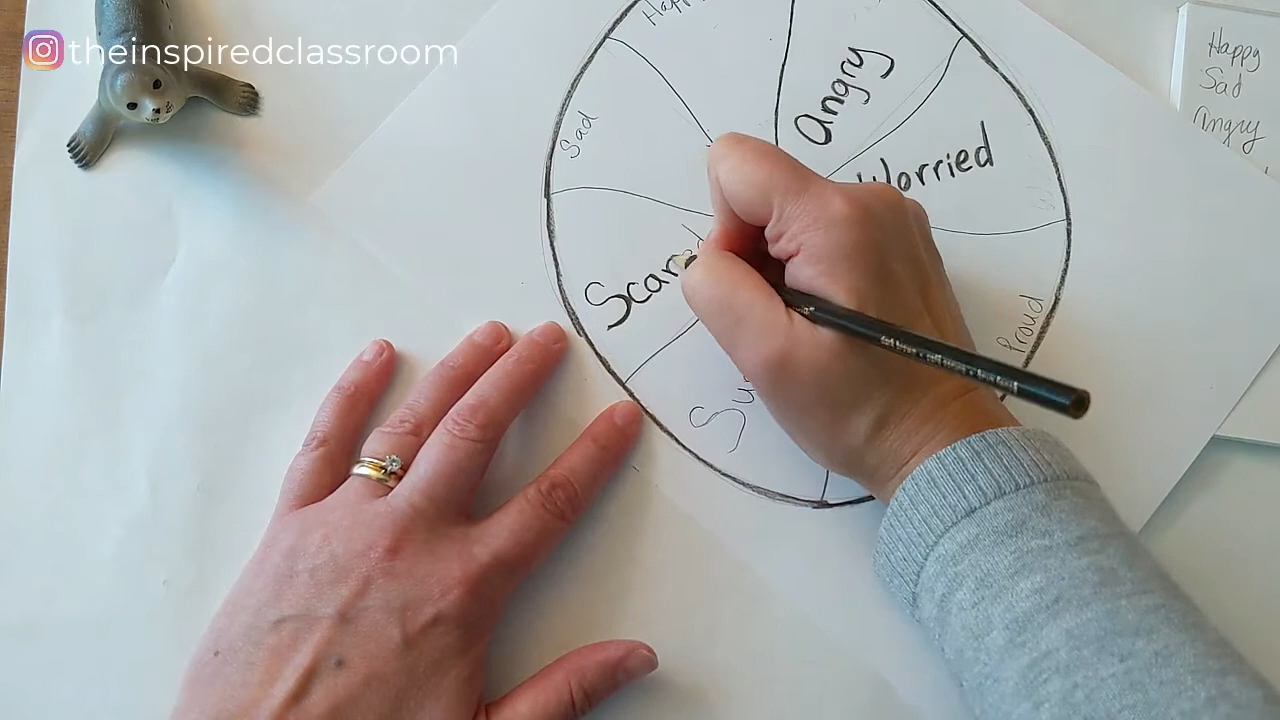 theinspiredclassroom
Happy
Sad
Angry
Angry
Worried
Sad
Scared
Proud